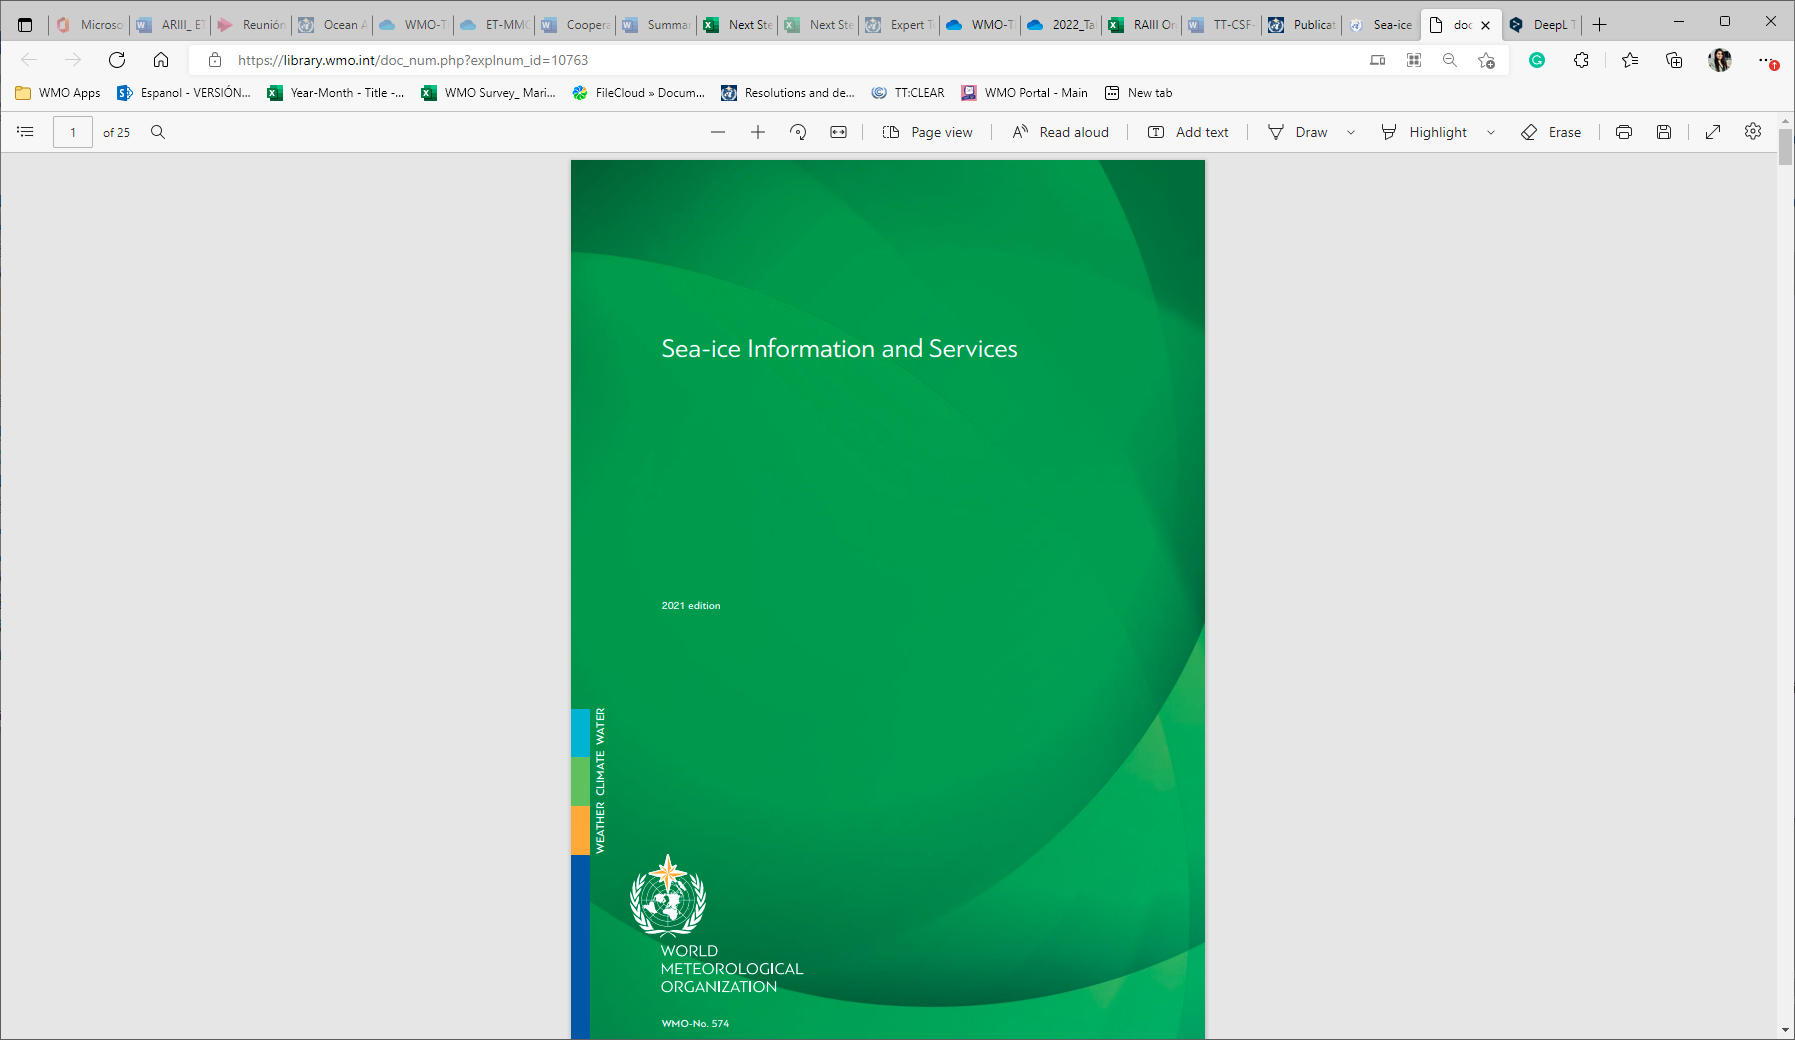 Microso
ARIII_ ET
Reunión
Ocean A
WMO-T
ET-MMC
Coopera
Summar
Next Ste
Next Ste
Expert T
WMO-T
2022_Ta
RAIII Or
TT-CSF-
Publicat
Sea-ice
doc
DeepL T
https://library.wmo.int/doc_num.php?explnum_id=10763
WMO Apps
Espanol - VERSIÓN...
Year-Month - Title -...
WMO Survey_ Mari...
FileCloud » Docum...
Resolutions and de...
TT:CLEAR
WMO Portal - Main
New tab
1 of 25
Page view
Read aloud
Add text
Draw
Highlight
Erase
Sea-ice Information and Services
2021 edition
WEATHER CLIMATE WATER
WORLD
METEOROLOGICAL
ORGANIZATION
WMO-No. 574